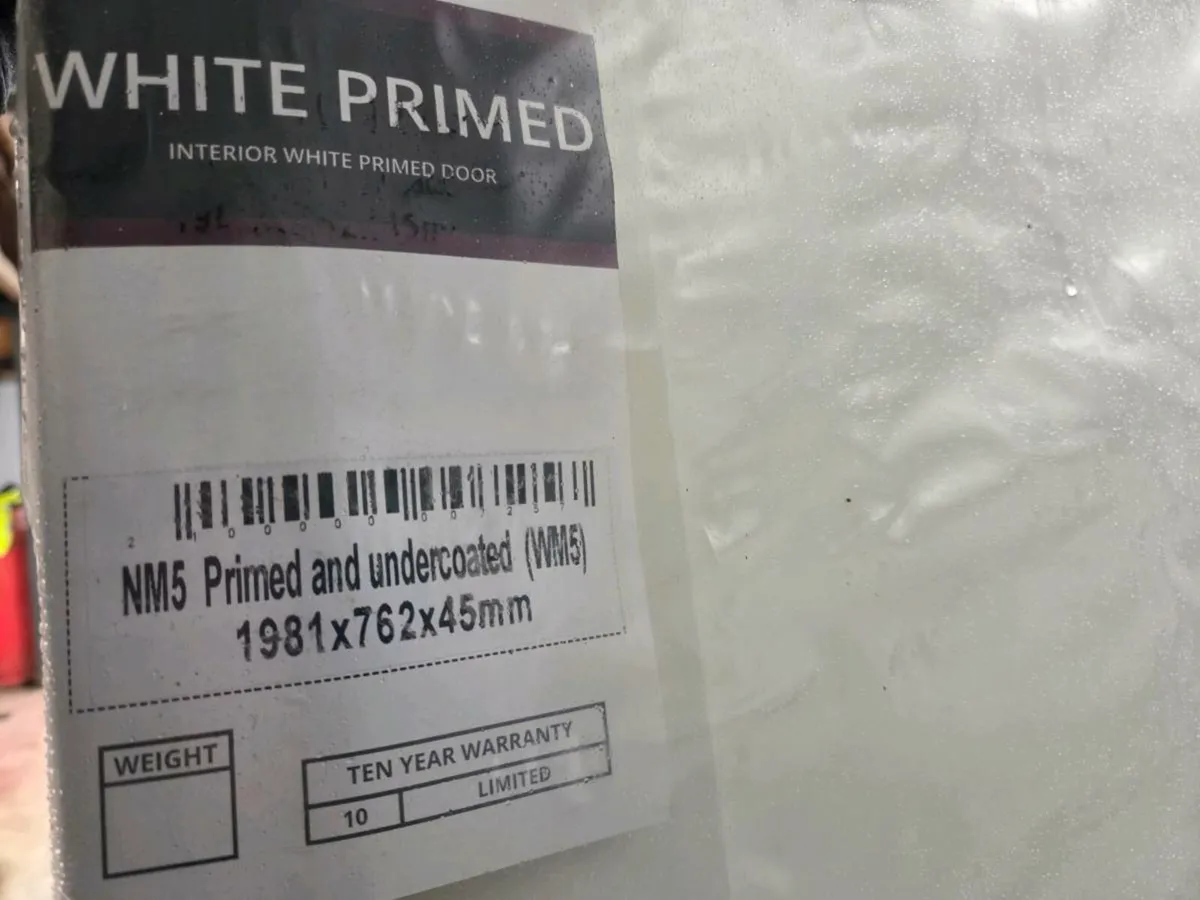 WHITE PRIMED
INTERIOR WHITE PRIMED DOOR
NM5 Primed and undercoated (WM5)
1981x762x45mm
WEIGHT
TEN YEAR WARRANTY
10 LIMITED